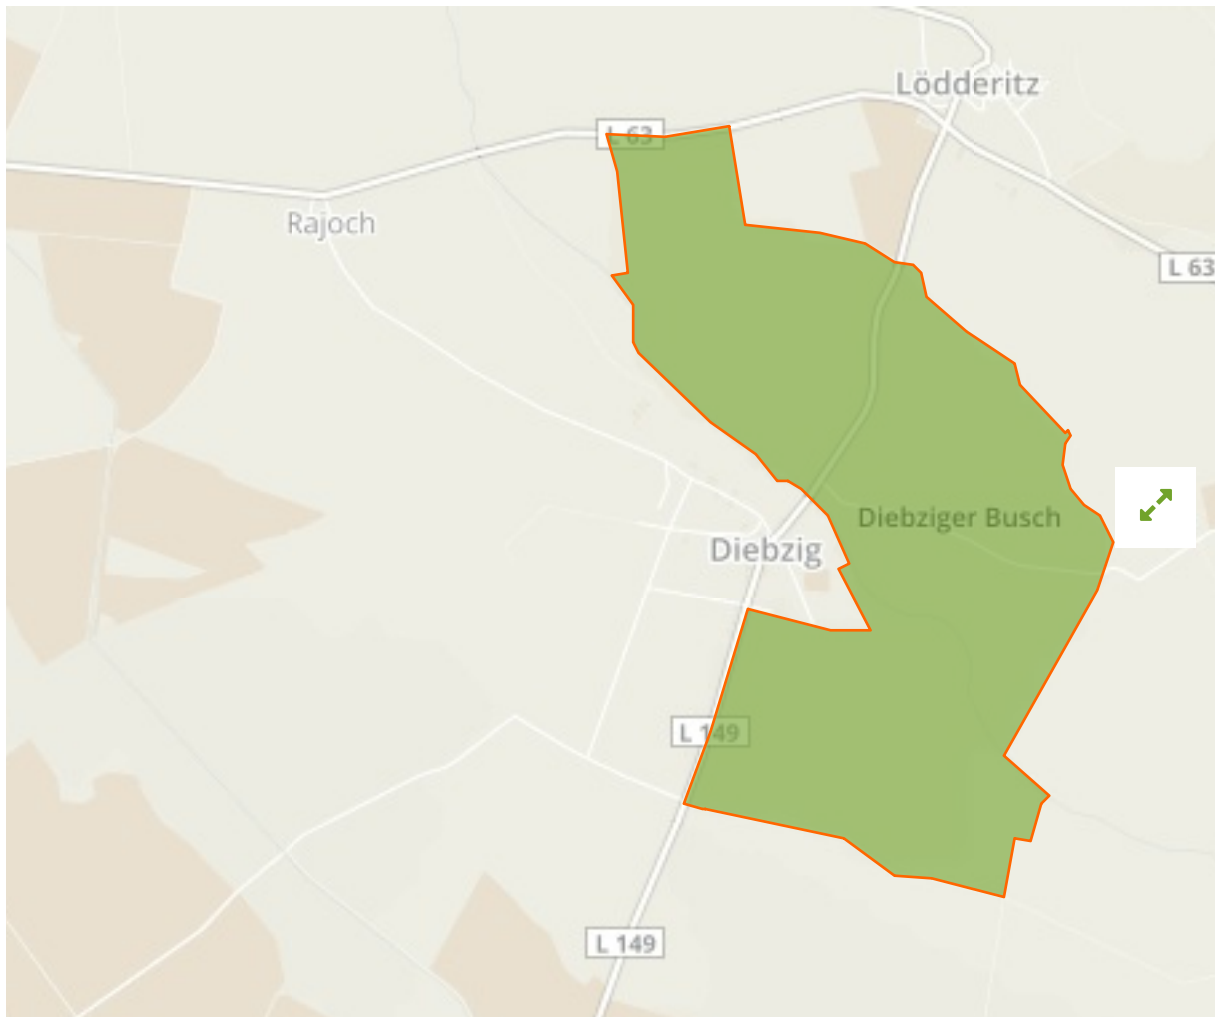 Lödderitz
L 63
Rajoch
L 63
Diebziger Busch
Diebzig
L 149
L 149